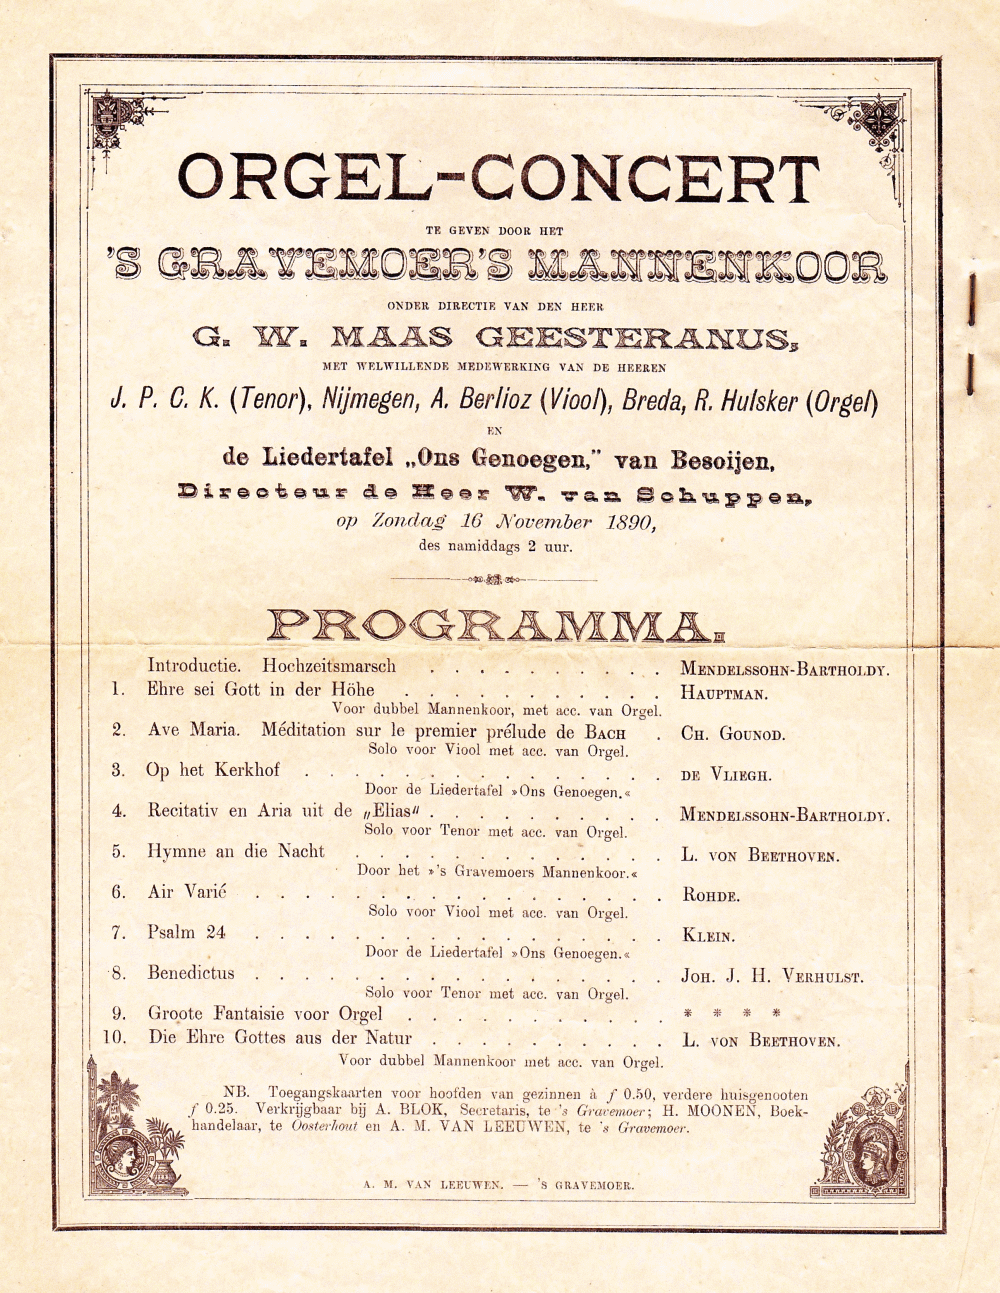 ORGEL-CONCERT
TE GEVEN DOOR HET
'S GRAVEMOER'S MANNENKOOR
ONDER DIRECTIE VAN DEN HEER
G. W. MAAS GEESTERANUS,
MET WELWILLENDE MEDEWERKING VAN DE HEEREN
J. P. C. K. (Tenor), Nijmegen, A. Berlioz (Viool), Breda, R. Hulsker (Orgel)
EN
de Liedertafel „Ons Genoegen,” van Besoijen,
Directeur de Heer W. van Schuppen,
op Zondag 16 November 1890,
des namiddags 2 uur.
PROGRAMMA.
Introductie. Hochzeitsmarsch . . . . . . . . . MENDELSSOHN-BARTHOLDY.
1. Ehre sei Gott in der Höhe . . . . . . . . . . HAUPTMAN.
Voor dubbel Mannenkoor, met acc. van Orgel.
2. Ave Maria. Méditation sur le premier prélude de BACH . CH. GOUNOD.
Solo voor Viool met acc. van Orgel.
3. Op het Kerkhof . . . . . . . . . . . . . . DE VLIEGH.
Door de Liedertafel »Ons Genoegen.«
4. Recitativ en Aria uit de „Elias" . . . . . . . . . MENDELSSOHN-BARTHOLDY.
Solo voor Tenor met acc. van Orgel.
5. Hymne an die Nacht . . . . . . . . . . . . L. VON BEETHOVEN.
Door het »'s Gravemoers Mannenkoor.«
6. Air Varié . . . . . . . . . . . . . . . . ROHDE.
Solo voor Viool met acc. van Orgel.
7. Psalm 24 . . . . . . . . . . . . . . . . KLEIN.
Door de Liedertafel »Ons Genoegen.«
8. Benedictus . . . . . . . . . . . . . . . . JOH. J. H. VERHULST.
Solo voor Tenor met acc. van Orgel.
9. Groote Fantaisie voor Orgel . . . . . . . . . . * * * *
10. Die Ehre Gottes aus der Natur . . . . . . . . . L. VON BEETHOVEN.
Voor dubbel Mannenkoor met acc. van Orgel.
NB. Toegangskaarten voor hoofden van gezinnen à ƒ 0.50, verdere huisgenooten
ƒ 0.25. Verkrijgbaar bij A. BLOK, Secretaris, te 's Gravemoer; H. MOONEN, Boek-
handelaar, te Oosterhout en A. M. VAN LEEUWEN, te 's Gravemoer.
A. M. VAN LEEUWEN. — 'S GRAVEMOER.